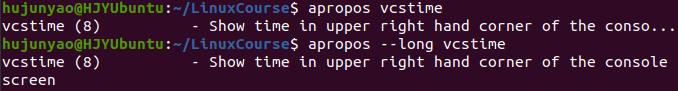 hujunyao@HJYUbuntu:~/LinuxCourse$ apropos vcstime
vcstime (8)          - Show time in upper right hand corner of the conso...
hujunyao@HJYUbuntu:~/LinuxCourse$ apropos --long vcstime
vcstime (8)          - Show time in upper right hand corner of the console
screen